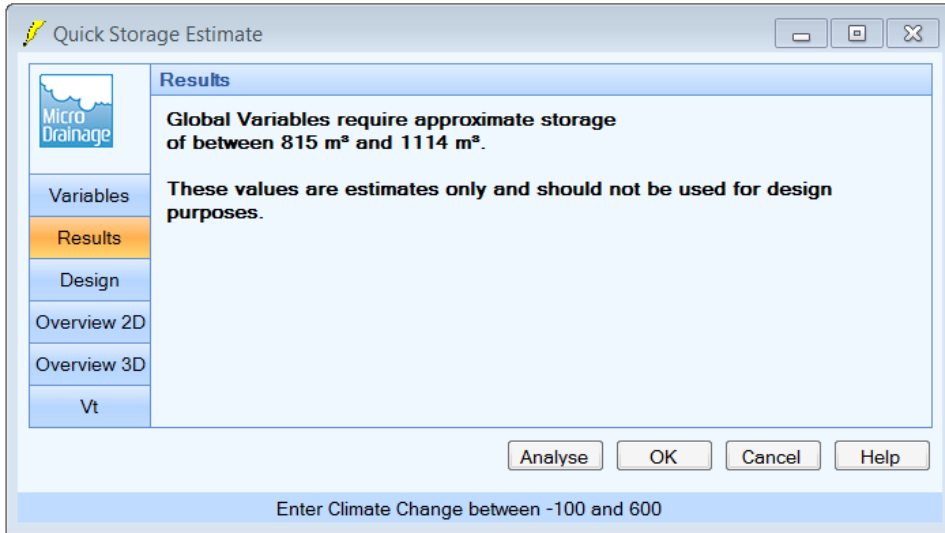 Quick Storage Estimate
Micro
Drainage
Variables
Results
Design
Overview 2D
Overview 3D
Vt
Results
Global Variables require approximate storage
of between 815 m³ and 1114 m³.
These values are estimates only and should not be used for design
purposes.
Analyse
OK
Cancel
Help
Enter Climate Change between -100 and 600